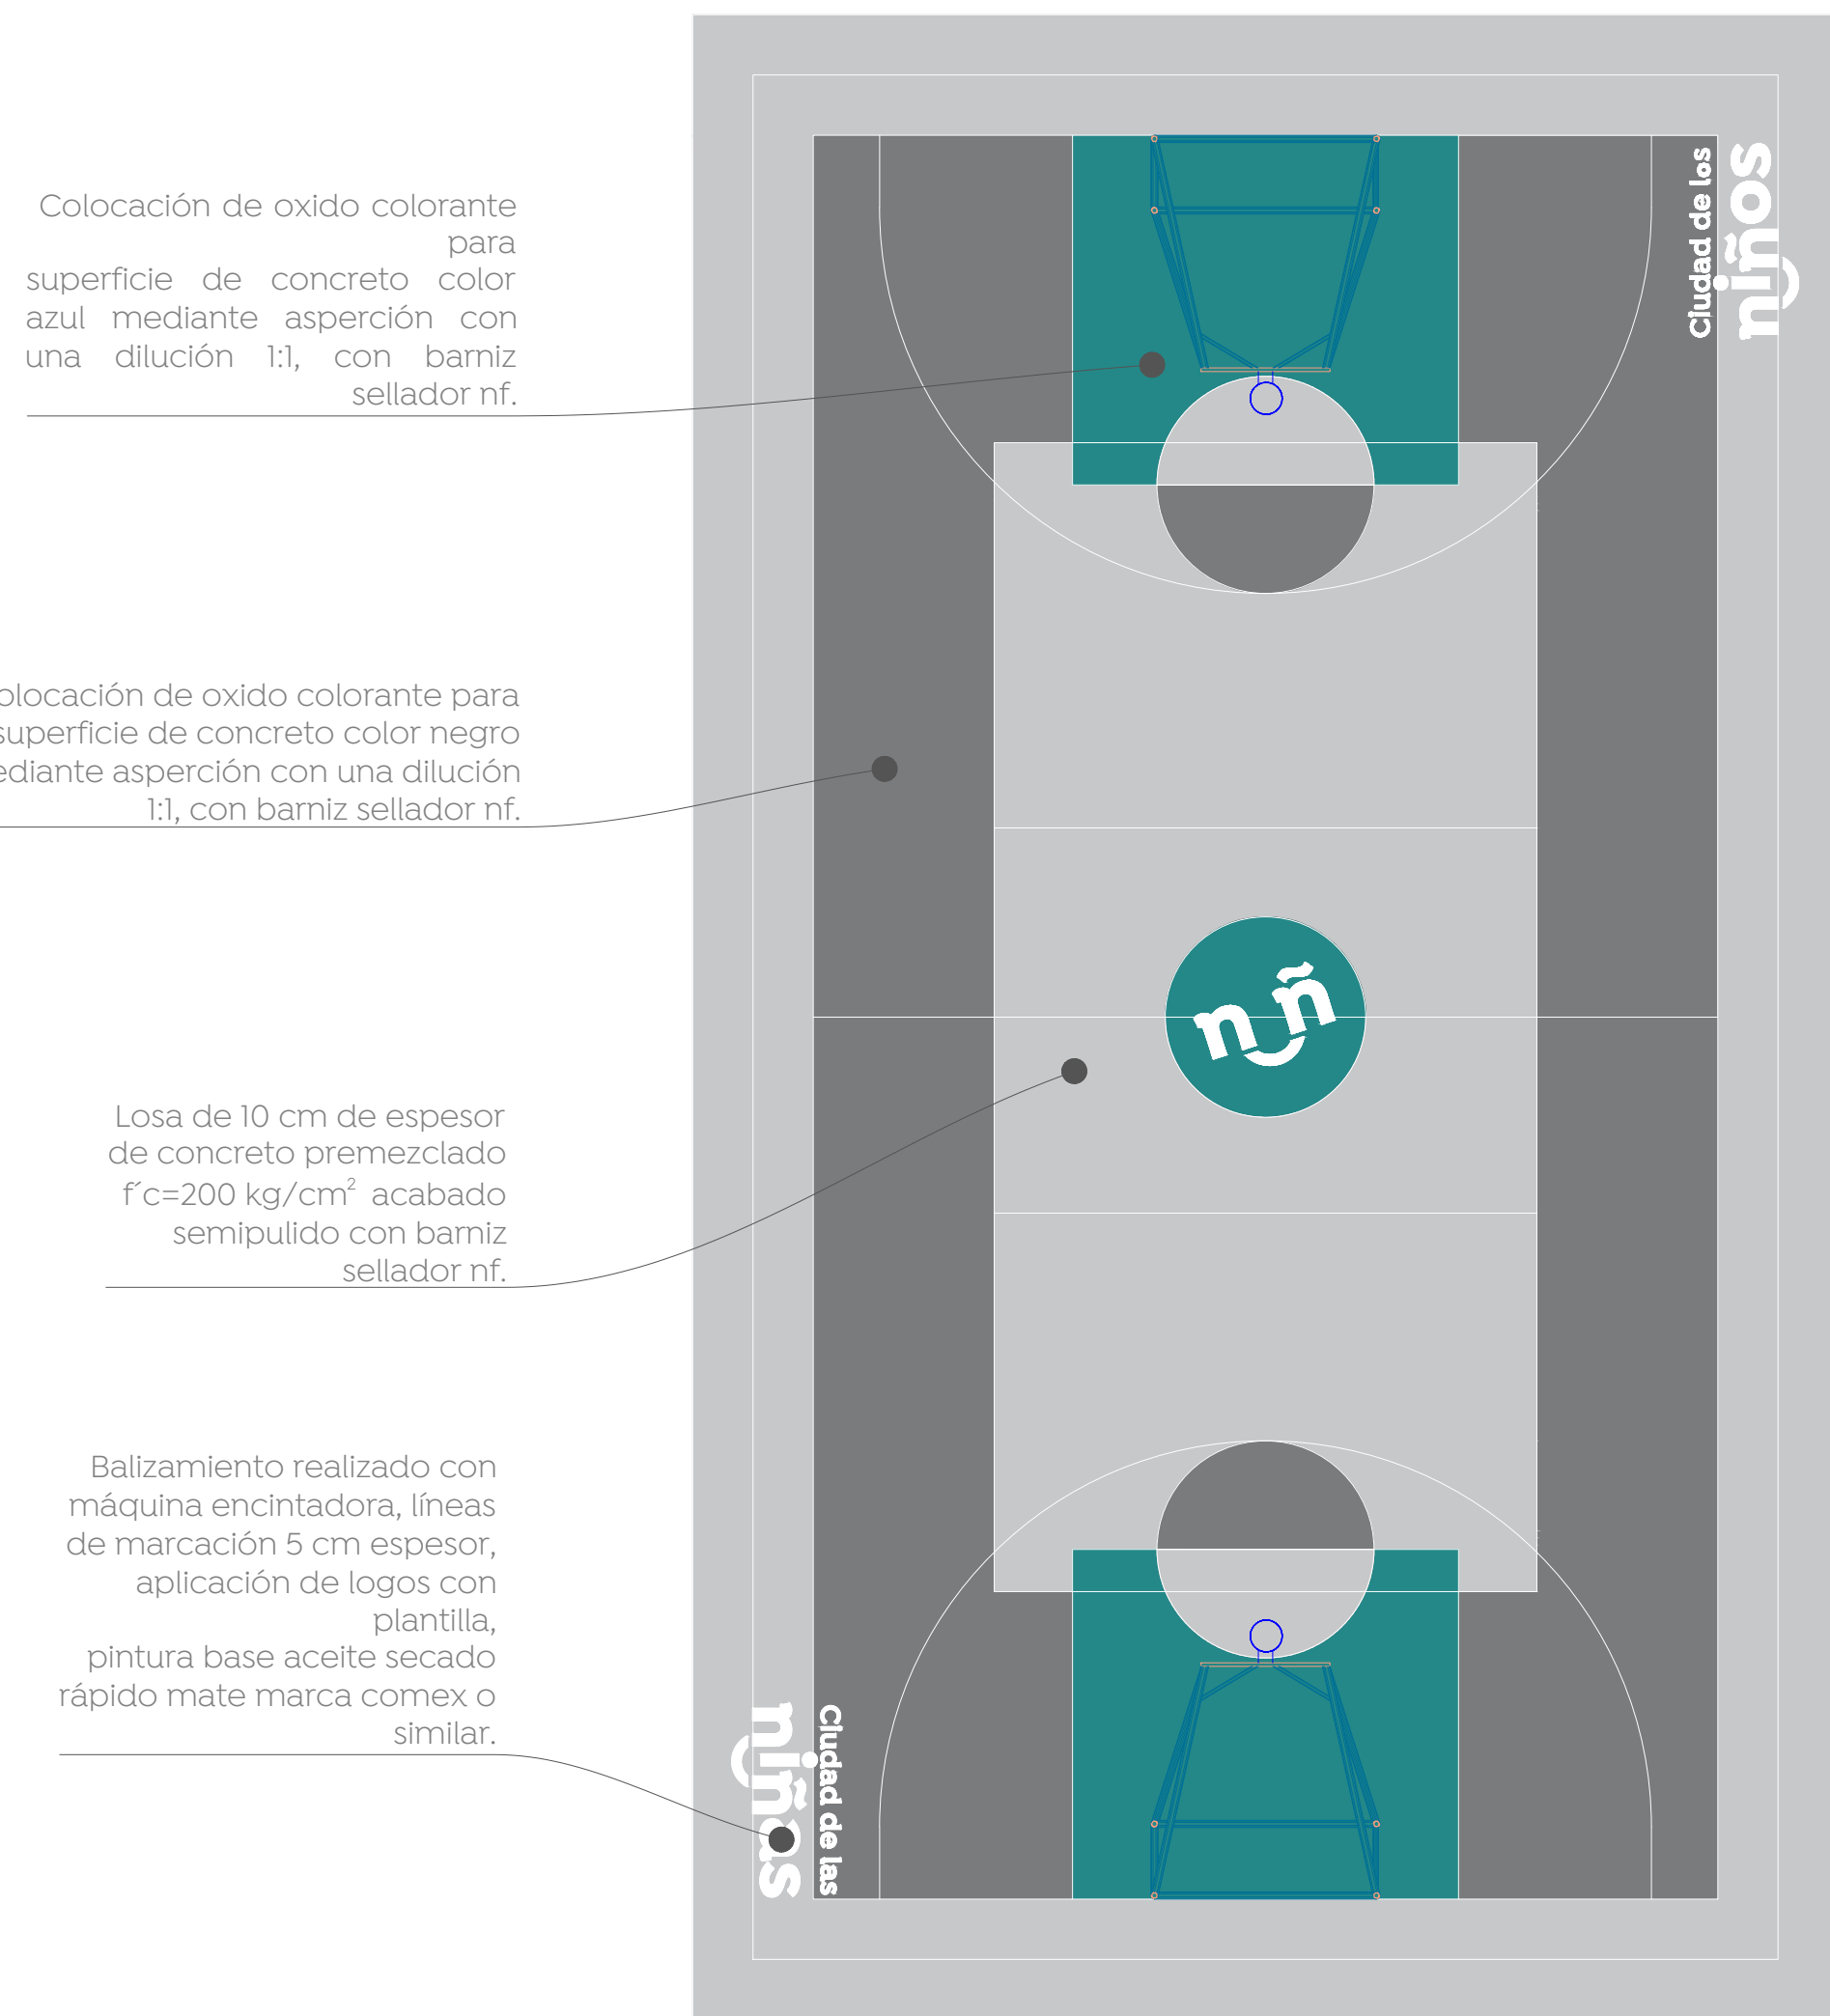 Colocación de oxido colorante
para
superficie de concreto color
azul mediante asperción con
una dilución 1:1, con barniz
sellador nf.
olocación de oxido colorante para
superficie de concreto color negro
ediante asperción con una dilución
1:1, con barniz sellador nf.
Losa de 10 cm de espesor
de concreto premezclado
f´c=200 kg/cm² acabado
semipulido con barniz
sellador nf.
Balizamiento realizado con
máquina encintadora, líneas
de marcación 5 cm espesor,
aplicación de logos con
plantilla,
pintura base aceite secado
rápido mate marca comex o
similar.
Ciudad de los
niños
n ñ
Ciudad de las
niñas